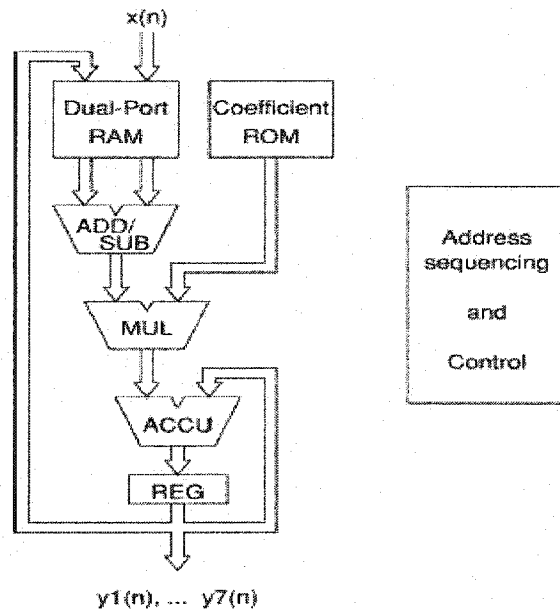 x(n)
Dual-Port
RAM
Coefficient
ROM
ADD/
SUB
MUL
ACCU
REG
y1(n), ... y7(n)
Address
sequencing
and
Control